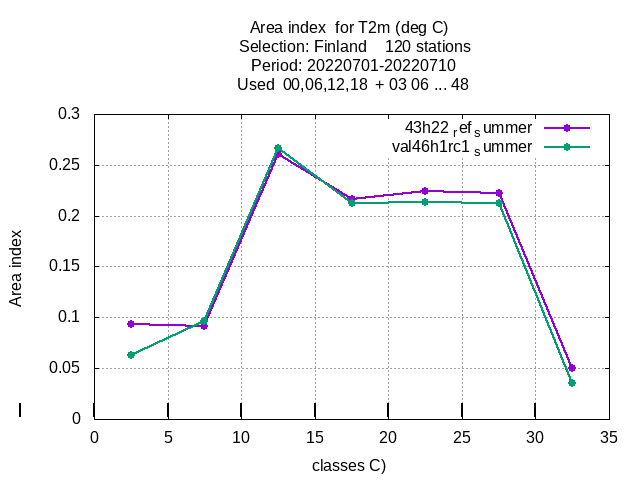 Area index  for T2m (deg C)
Selection: Finland    120 stations
Period: 20220701-20220710
Used  00,06,12,18  + 03 06 ... 48
43h22 ref summer
val46h1rc1 summer
0.3
0.25
0.2
0.15
0.1
0.05
0
Area index
0 5 10 15 20 25 30 35
classes C)